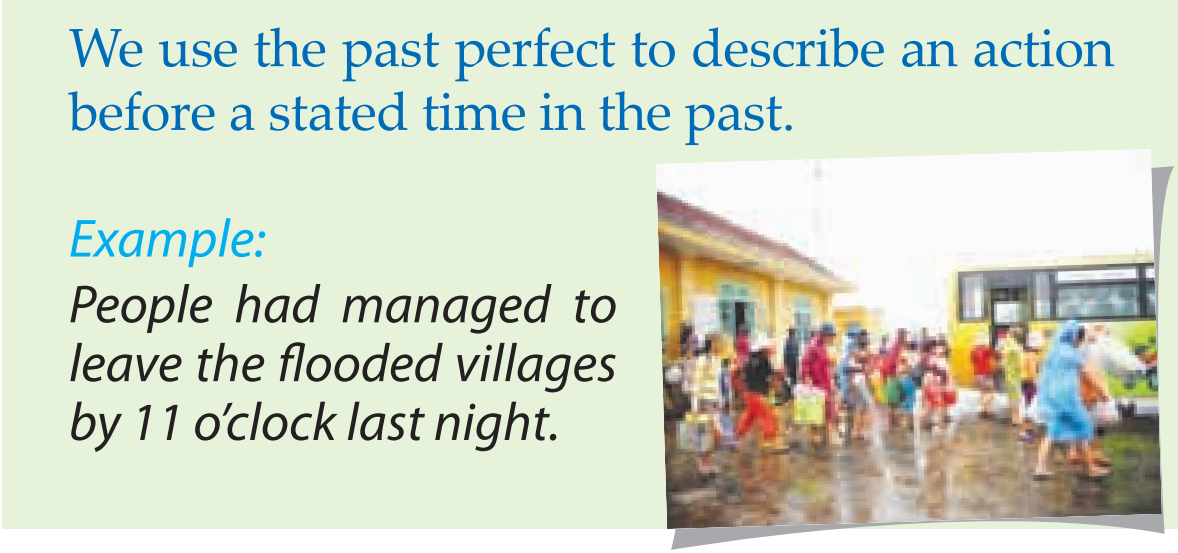 We use the past perfect to describe an action
before a stated time in the past.
Example:
People had managed to
leave the flooded villages
by 11 o’clock last night.